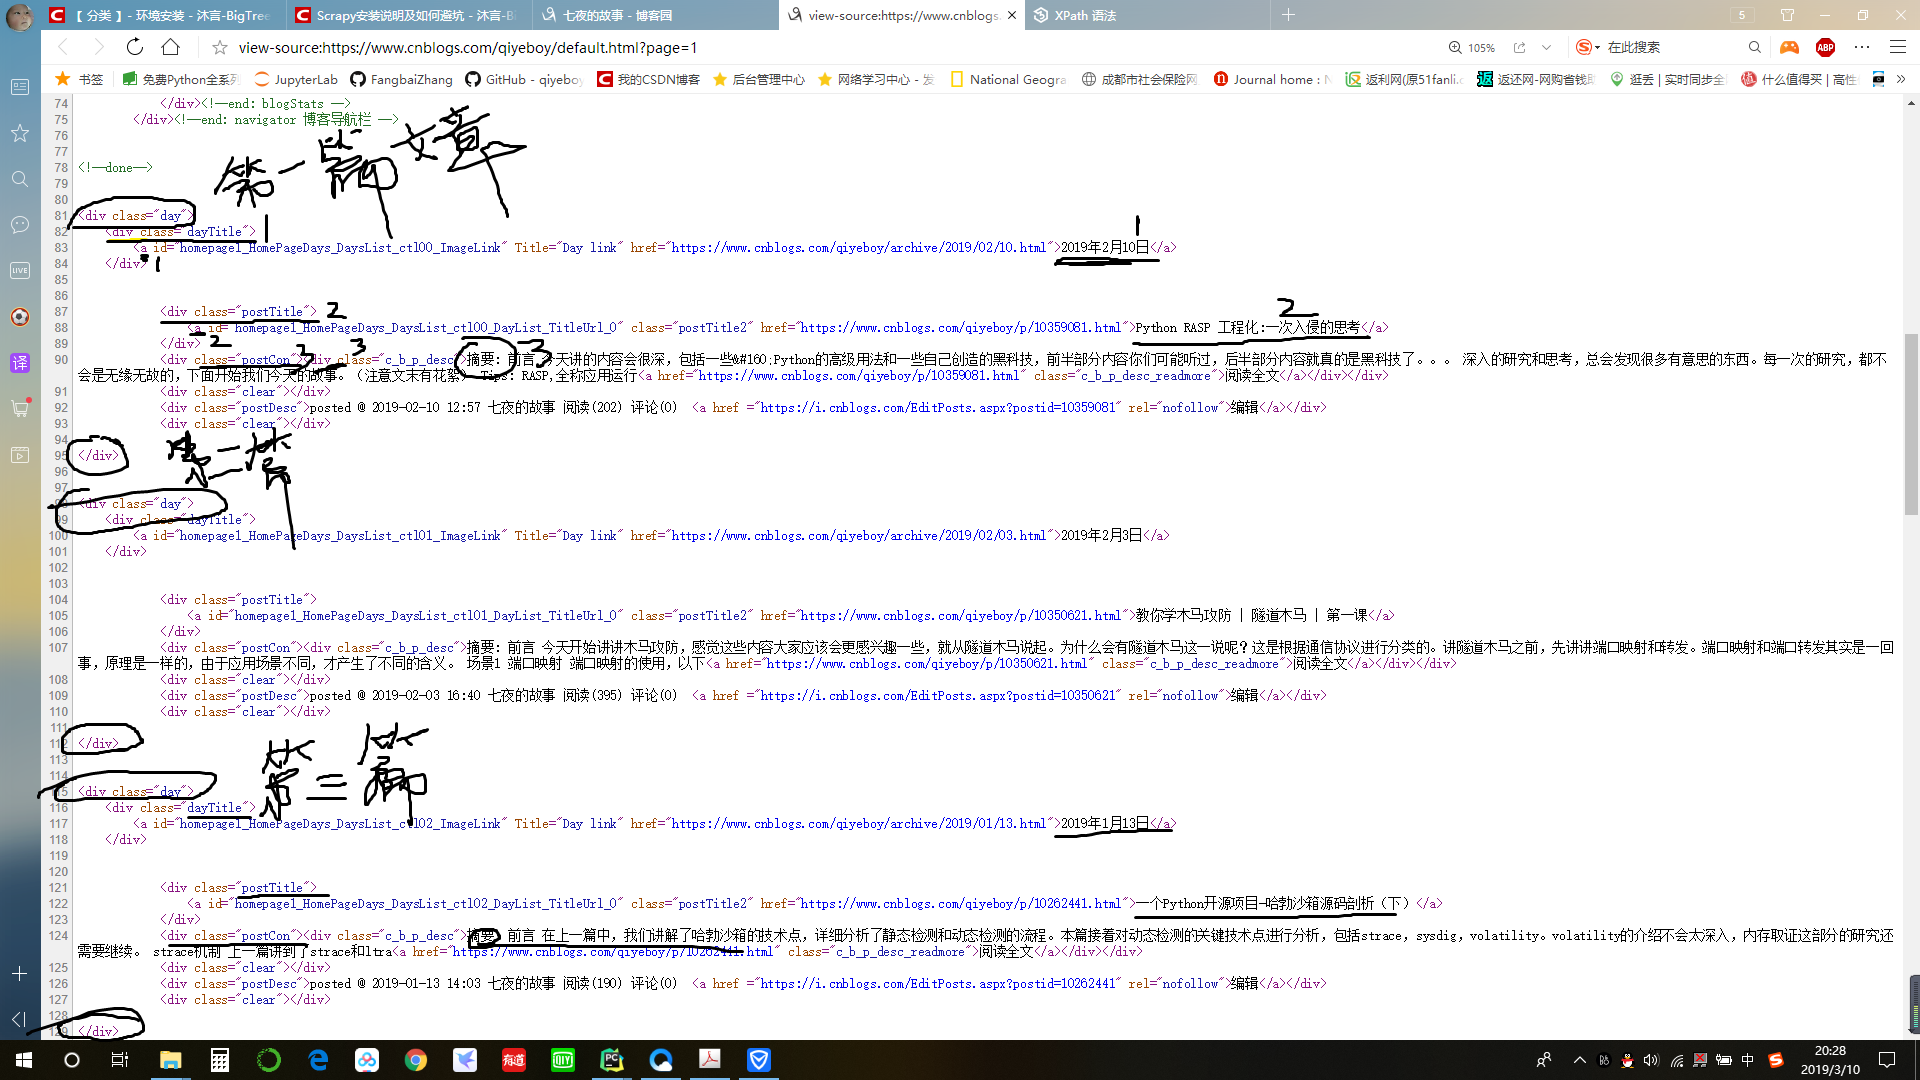 【 分类 】- 环境安装 - 沐言-BigTree
Scrapy安装说明及如何避坑 - 沐言-Bi
七夜的故事 - 博客园
view-source:https://www.cnblogs.
XPath 语法
5
view-source:https://www.cnblogs.com/qiyeboy/default.html?page=1
105%
在此搜索
ABP
书签
免费Python全系列
JupyterLab
FangbaiZhang
GitHub - qiyeboy
我的CSDN博客
后台管理中心
网络学习中心 - 发
National Geogra
成都市社会保险网
Journal home : N
返利网(原51fanli.c
返还网-网购省钱助
逛丢 | 实时同步全
什么值得买 | 高性
74 </div><!--end: blogStats -->
75 </div><!--end: navigator 博客导航栏 -->
76
77
78 <!--done-->
第一篇文章
79
80
81 <div class="day">
82 <div class="dayTitle"> 1
1
83 <a id="homepage1_HomePageDays_DaysList_ctl00_ImageLink" Title="Day link" href="https://www.cnblogs.com/qiyeboy/archive/2019/02/10.html">2019年2月10日</a>
84 </div> 1
85
86
87 <div class="postTitle"> 2
2
88 <a id="homepage1_HomePageDays_DaysList_ctl00_DayList_TitleUrl_0" class="postTitle2" href="https://www.cnblogs.com/qiyeboy/p/10359081.html">Python RASP 工程化:一次入侵的思考</a>
89 </div>
2 3 3 3
90 <div class="postCon"><div class="c_b_p_desc">摘要: 前言 今天讲的内容会很深，包括一些&#160;Python的高级用法和一些自己创造的黑科技，前半部分内容你们可能听过，后半部分内容就真的是黑科技了。。。 深入的研究和思考，总会发现很多有意思的东西。每一次的研究，都不
会是无缘无故的，下面开始我们今天的故事。（注意文末有花絮） Tips: RASP,全称应用运行<a href="https://www.cnblogs.com/qiyeboy/p/10359081.html" class="c_b_p_desc_readmore">阅读全文</a></div></div>
91 <div class="clear"></div>
92 <div class="postDesc">posted @ 2019-02-10 12:57 七夜的故事 阅读(202) 评论(0) <a href ="https://i.cnblogs.com/EditPosts.aspx?postid=10359081" rel="nofollow">编辑</a></div>
93 <div class="clear"></div>
94
第二篇
95 </div>
96
97
98 <div class="day">
99 <div class="dayTitle">
100 <a id="homepage1_HomePageDays_DaysList_ctl01_ImageLink" Title="Day link" href="https://www.cnblogs.com/qiyeboy/archive/2019/02/03.html">2019年2月3日</a>
101 </div>
102
103
104 <div class="postTitle">
105 <a id="homepage1_HomePageDays_DaysList_ctl01_DayList_TitleUrl_0" class="postTitle2" href="https://www.cnblogs.com/qiyeboy/p/10350621.html">教你学木马攻防 | 隧道木马 | 第一课</a>
106 </div>
107 <div class="postCon"><div class="c_b_p_desc">摘要: 前言 今天开始讲讲木马攻防，感觉这些内容大家应该会更感兴趣一些，就从隧道木马说起。为什么会有隧道木马这一说呢？这是根据通信协议进行分类的。讲隧道木马之前，先讲讲端口映射和转发。端口映射和端口转发其实是一回
事，原理是一样的，由于应用场景不同，才产生了不同的含义。 场景1 端口映射 端口映射的使用，以下<a href="https://www.cnblogs.com/qiyeboy/p/10350621.html" class="c_b_p_desc_readmore">阅读全文</a></div></div>
108 <div class="clear"></div>
109 <div class="postDesc">posted @ 2019-02-03 16:40 七夜的故事 阅读(395) 评论(0) <a href ="https://i.cnblogs.com/EditPosts.aspx?postid=10350621" rel="nofollow">编辑</a></div>
110 <div class="clear"></div>
111
112 </div>
第三篇
113
114
115 <div class="day">
116 <div class="dayTitle">
117 <a id="homepage1_HomePageDays_DaysList_ctl02_ImageLink" Title="Day link" href="https://www.cnblogs.com/qiyeboy/archive/2019/01/13.html">2019年1月13日</a>
118 </div>
119
120
121 <div class="postTitle">
122 <a id="homepage1_HomePageDays_DaysList_ctl02_DayList_TitleUrl_0" class="postTitle2" href="https://www.cnblogs.com/qiyeboy/p/10262441.html">一个Python开源项目-哈勃沙箱源码剖析（下）</a>
123 </div>
124 <div class="postCon"><div class="c_b_p_desc">摘要: 前言 在上一篇中，我们讲解了哈勃沙箱的技术点，详细分析了静态检测和动态检测的流程。本篇接着对动态检测的关键技术点进行分析，包括strace，sysdig，volatility。volatility的介绍不会太深入，内存取证这部分的研究还
需要继续。 strace机制 上一篇讲到了strace和ltra<a href="https://www.cnblogs.com/qiyeboy/p/10262441.html" class="c_b_p_desc_readmore">阅读全文</a></div></div>
125 <div class="clear"></div>
126 <div class="postDesc">posted @ 2019-01-13 14:03 七夜的故事 阅读(190) 评论(0) <a href ="https://i.cnblogs.com/EditPosts.aspx?postid=10262441" rel="nofollow">编辑</a></div>
127 <div class="clear"></div>
128
129 </div>
LIVE
译
有道
QIY
PC
中
20:28
2019/3/10